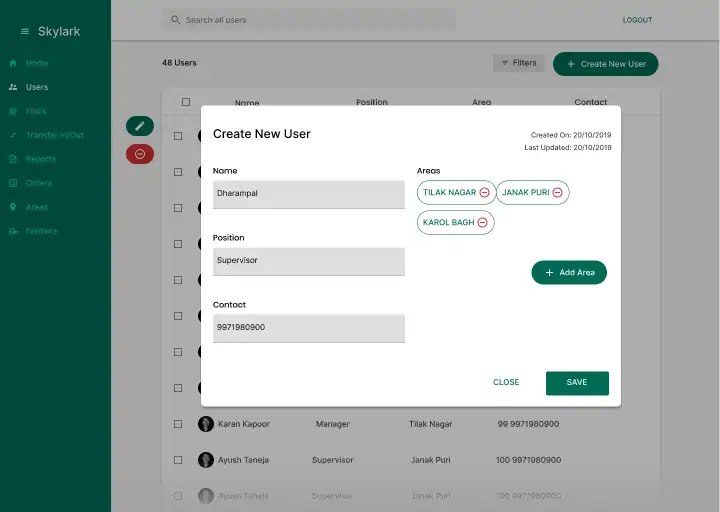 Skylark
Search all users
LOGOUT
Home
Users
Flock
Transfer In/Out
Reports
Orders
Areas
Farmers
48 Users
Filters
Create New User
Name Position Area Contact
Create New User
Created On: 20/10/2019
Last Updated: 20/10/2019
Name
Dharampal
Position
Supervisor
Contact
9971980900
Areas
TILAK NAGAR
JANAK PURI
KAROL BAGH
Add Area
CLOSE
SAVE
Karan Kapoor Manager Tilak Nagar 99 9971980900
Ayush Taneja Supervisor Janak Puri 100 9971980900
Ayush Taneja Supervisor Janak Puri 100 9971980900